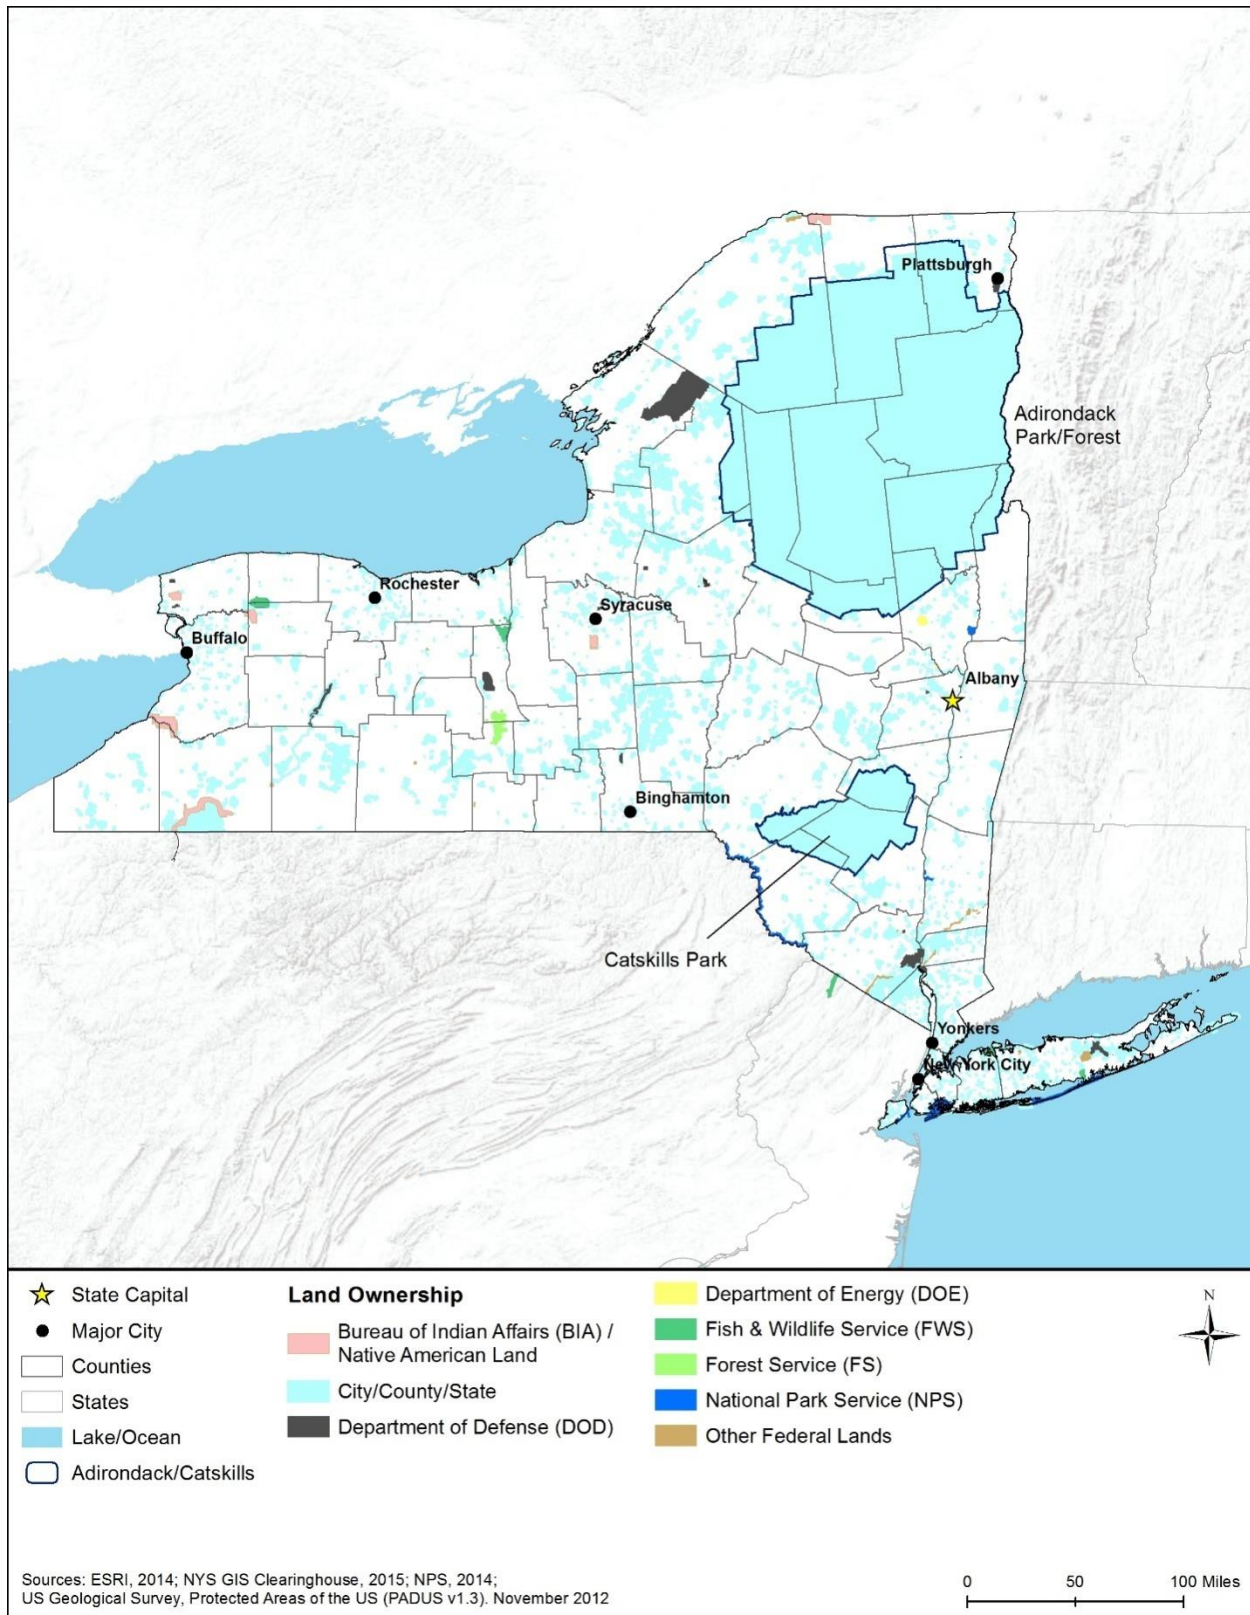 Plattsburgh
Adirondack
Park/Forest
Rochester
Syracuse
Buffalo
Albany
Binghamton
Catskills Park
Yonkers
New York City
State Capital
Major City
Counties
States
Lake/Ocean
Adirondack/Catskills
Land Ownership
Bureau of Indian Affairs (BIA) /
Native American Land
City/County/State
Department of Defense (DOD)
Department of Energy (DOE)
Fish & Wildlife Service (FWS)
Forest Service (FS)
National Park Service (NPS)
Other Federal Lands
N
Sources: ESRI, 2014; NYS GIS Clearinghouse, 2015; NPS, 2014;
US Geological Survey, Protected Areas of the US (PADUS v1.3). November 2012
0 50 100 Miles